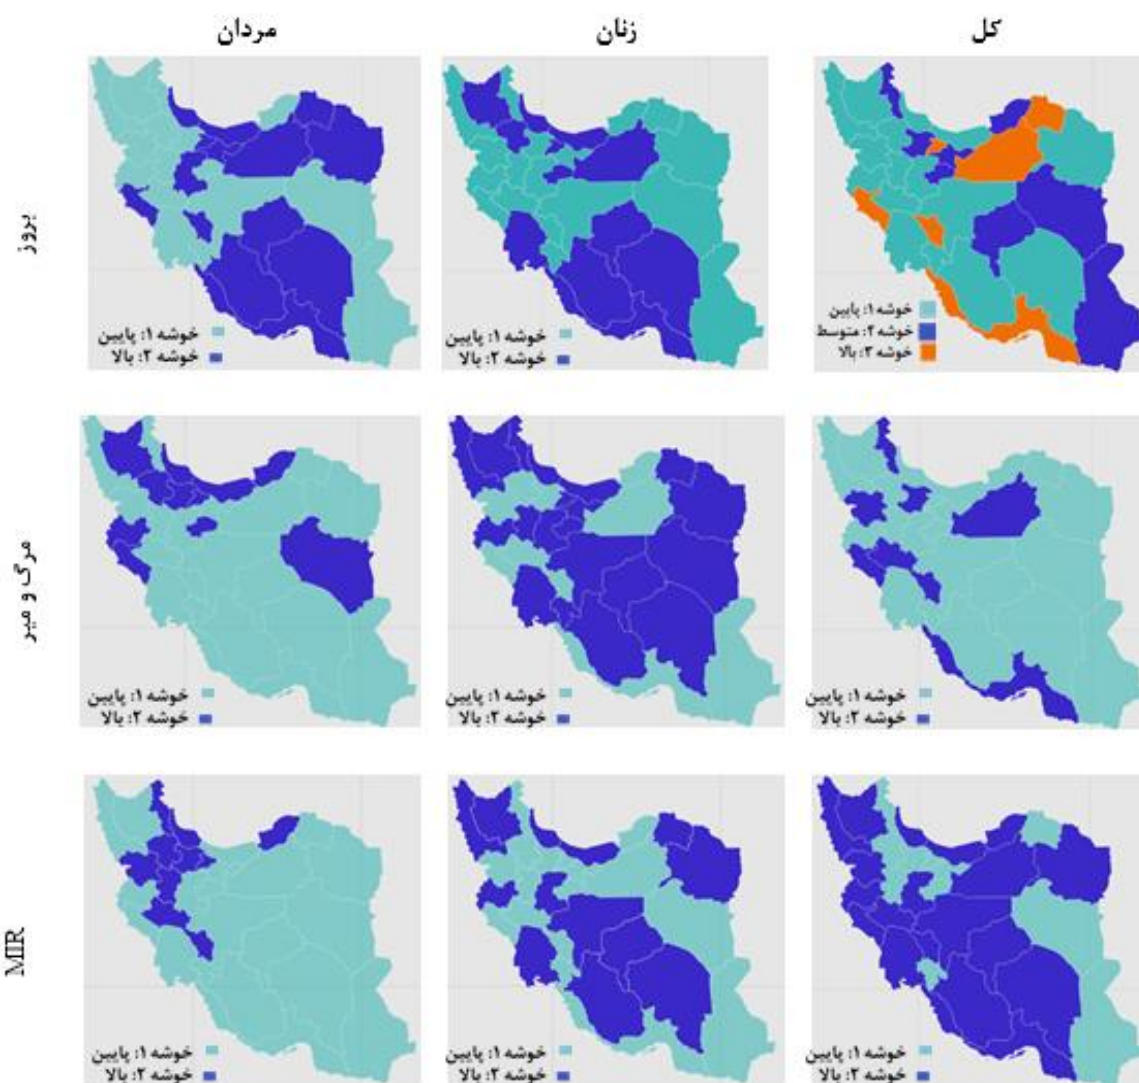 کل
زنان
مردان
بروز
خوشه ۱: پایین
خوشه ۲: متوسط
خوشه ۳: بالا
خوشه ۱: پایین
خوشه ۲: بالا
خوشه ۱: پایین
خوشه ۲: بالا
مرگ و میر
خوشه ۱: پایین
خوشه ۲: بالا
خوشه ۱: پایین
خوشه ۲: بالا
خوشه ۱: پایین
خوشه ۲: بالا
MIR
خوشه ۱: پایین
خوشه ۲: بالا
خوشه ۱: پایین
خوشه ۲: بالا
خوشه ۱: پایین
خوشه ۲: بالا